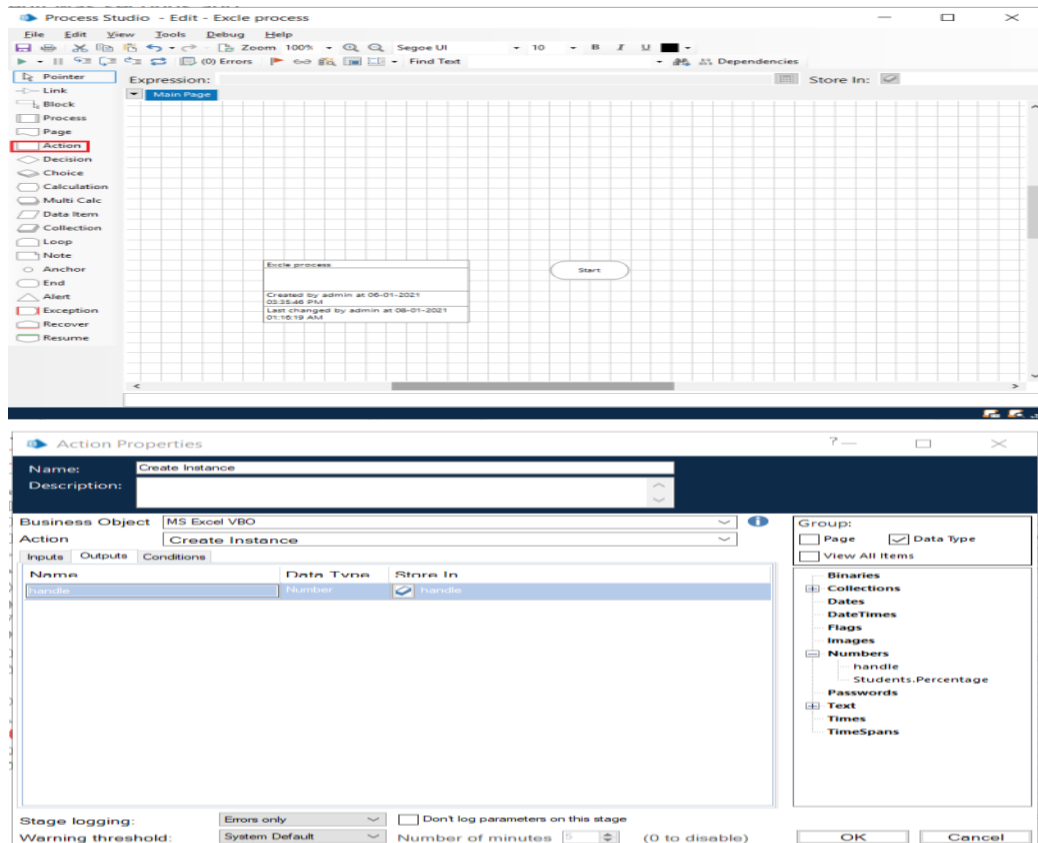 Process Studio - Edit - Excle process
File Edit View Tools Debug Help
Zoom 100% Segoe UI 10 B I U
(0) Errors Find Text Dependencies
Pointer
Expression: Store In:
Link
Main Page
Block
Process
Page
Action
Decision
Choice
Calculation
Multi Calc
Data Item
Collection
Loop
Note
Anchor
End
Alert
Exception
Recover
Resume
Excle process
Created by admin at 06-01-2021
03:35:46 PM
Last changed by admin at 08-01-2021
01:16:19 AM
Start
Action Properties
?
Name: Create Instance
Description:
Business Object MS Excel VBO
Action Create Instance
Inputs Outputs Conditions
Name Data Type Store In
handle Number handle
Group:
Page Data Type
View All Items
Binaries
Collections
Dates
DateTimes
Flags
Images
Numbers
handle
Students.Percentage
Passwords
Text
Times
TimeSpans
Stage logging: Errors only Don't log parameters on this stage
Warning threshold: System Default Number of minutes 5 (0 to disable)
OK Cancel